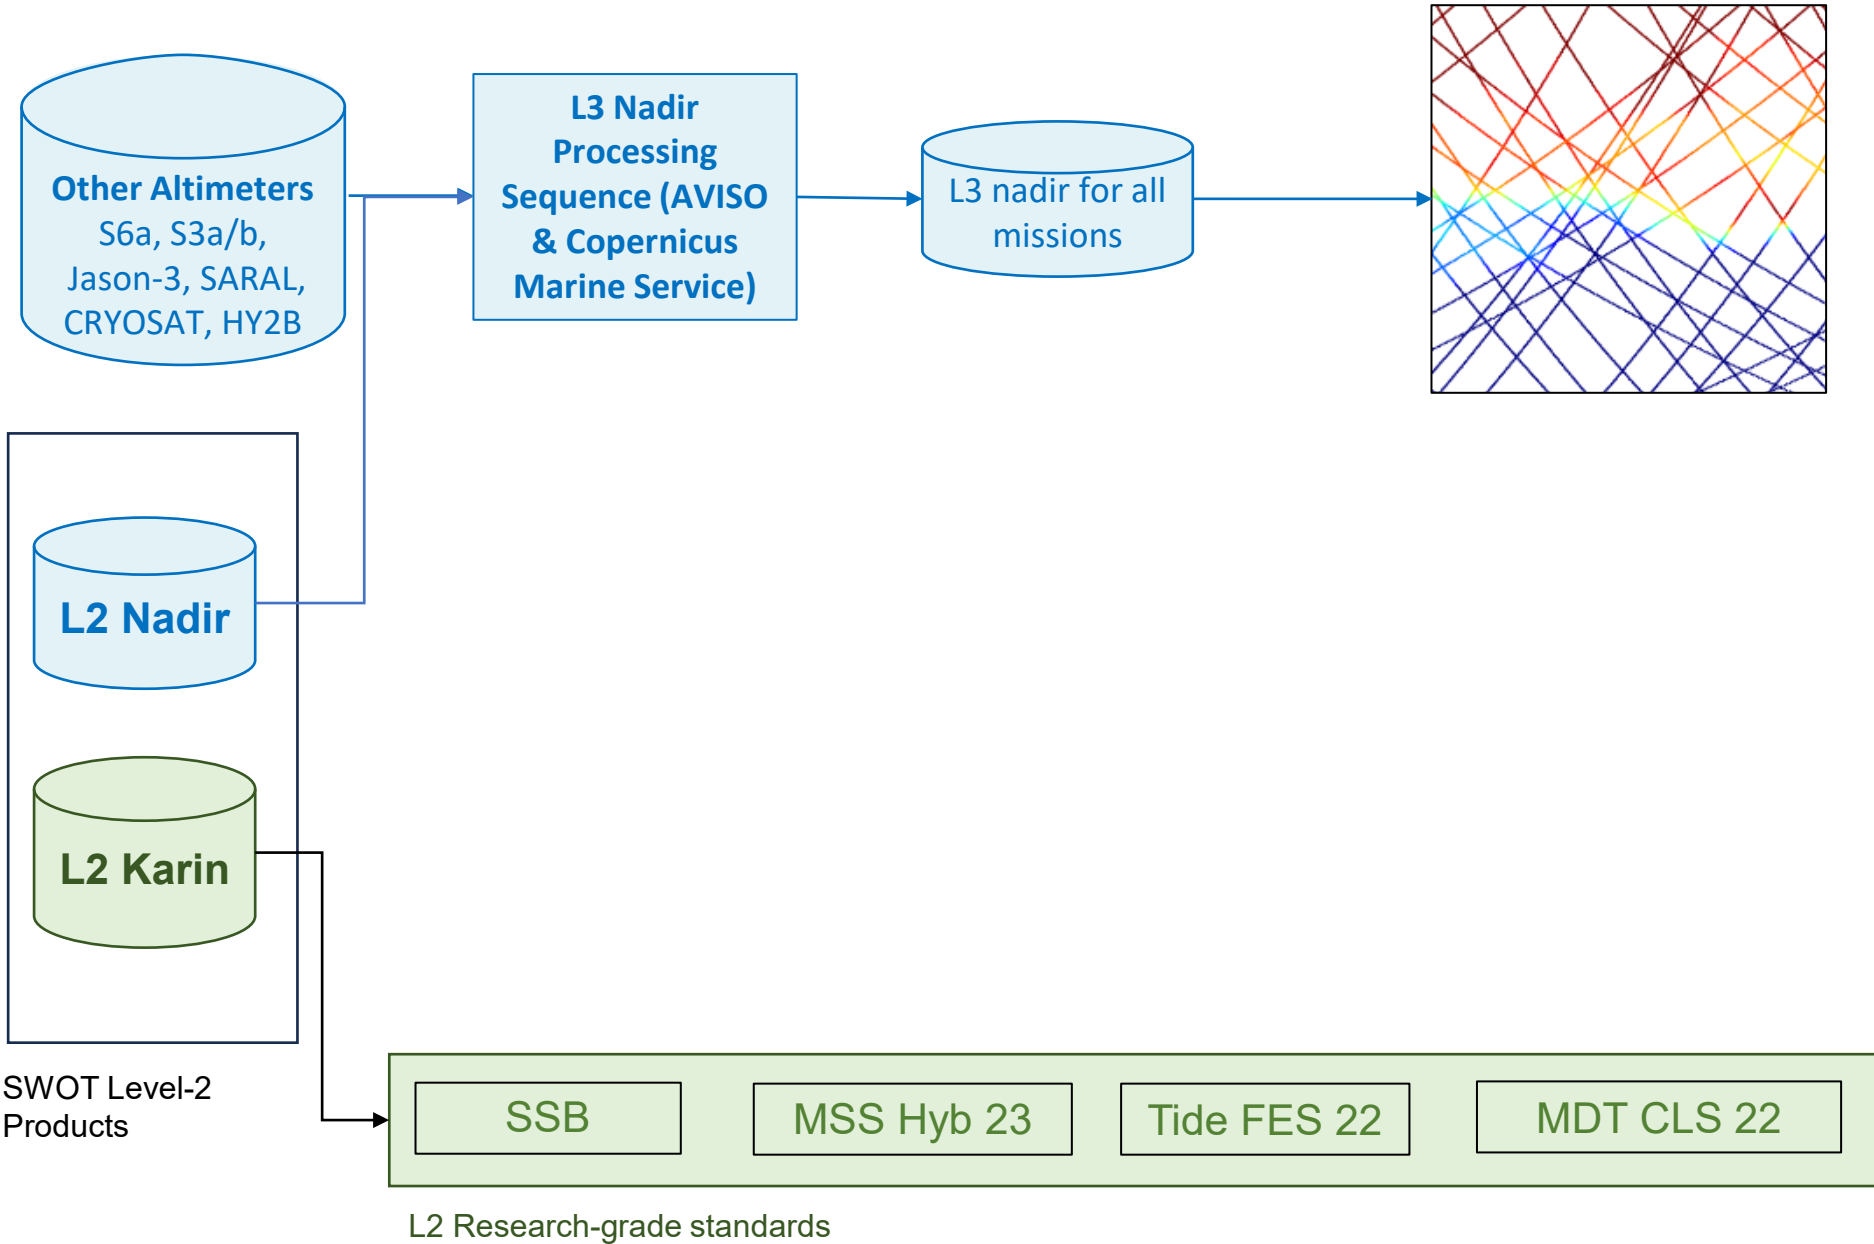 Other Altimeters
S6a, S3a/b,
Jason-3, SARAL,
CRYOSAT, HY2B
L3 Nadir
Processing
Sequence (AVISO
& Copernicus
Marine Service)
L3 nadir for all
missions
L2 Nadir
L2 Karin
SWOT Level-2
Products
SSB
MSS Hyb 23
Tide FES 22
MDT CLS 22
L2 Research-grade standards